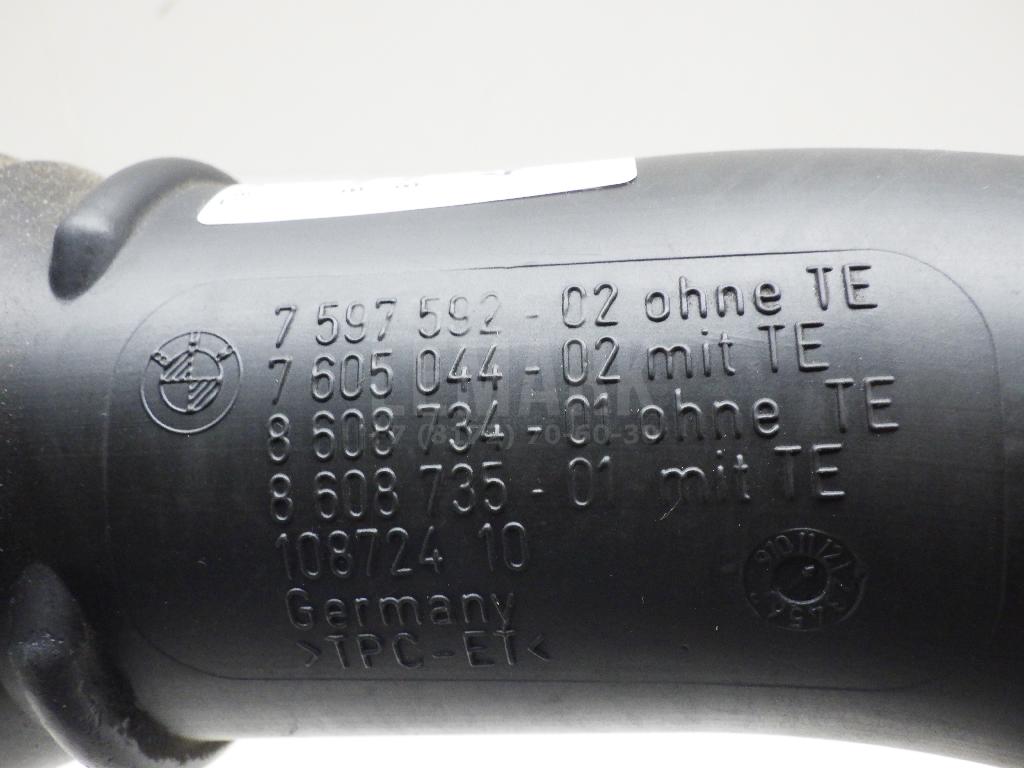 7 597 592 - 02 ohne TE
7 605 044 - 02 mit TE
8 608 734 - 01 ohne TE
8 608 735 - 01 mit TE
108724 10
Germany
>TPC-ET<